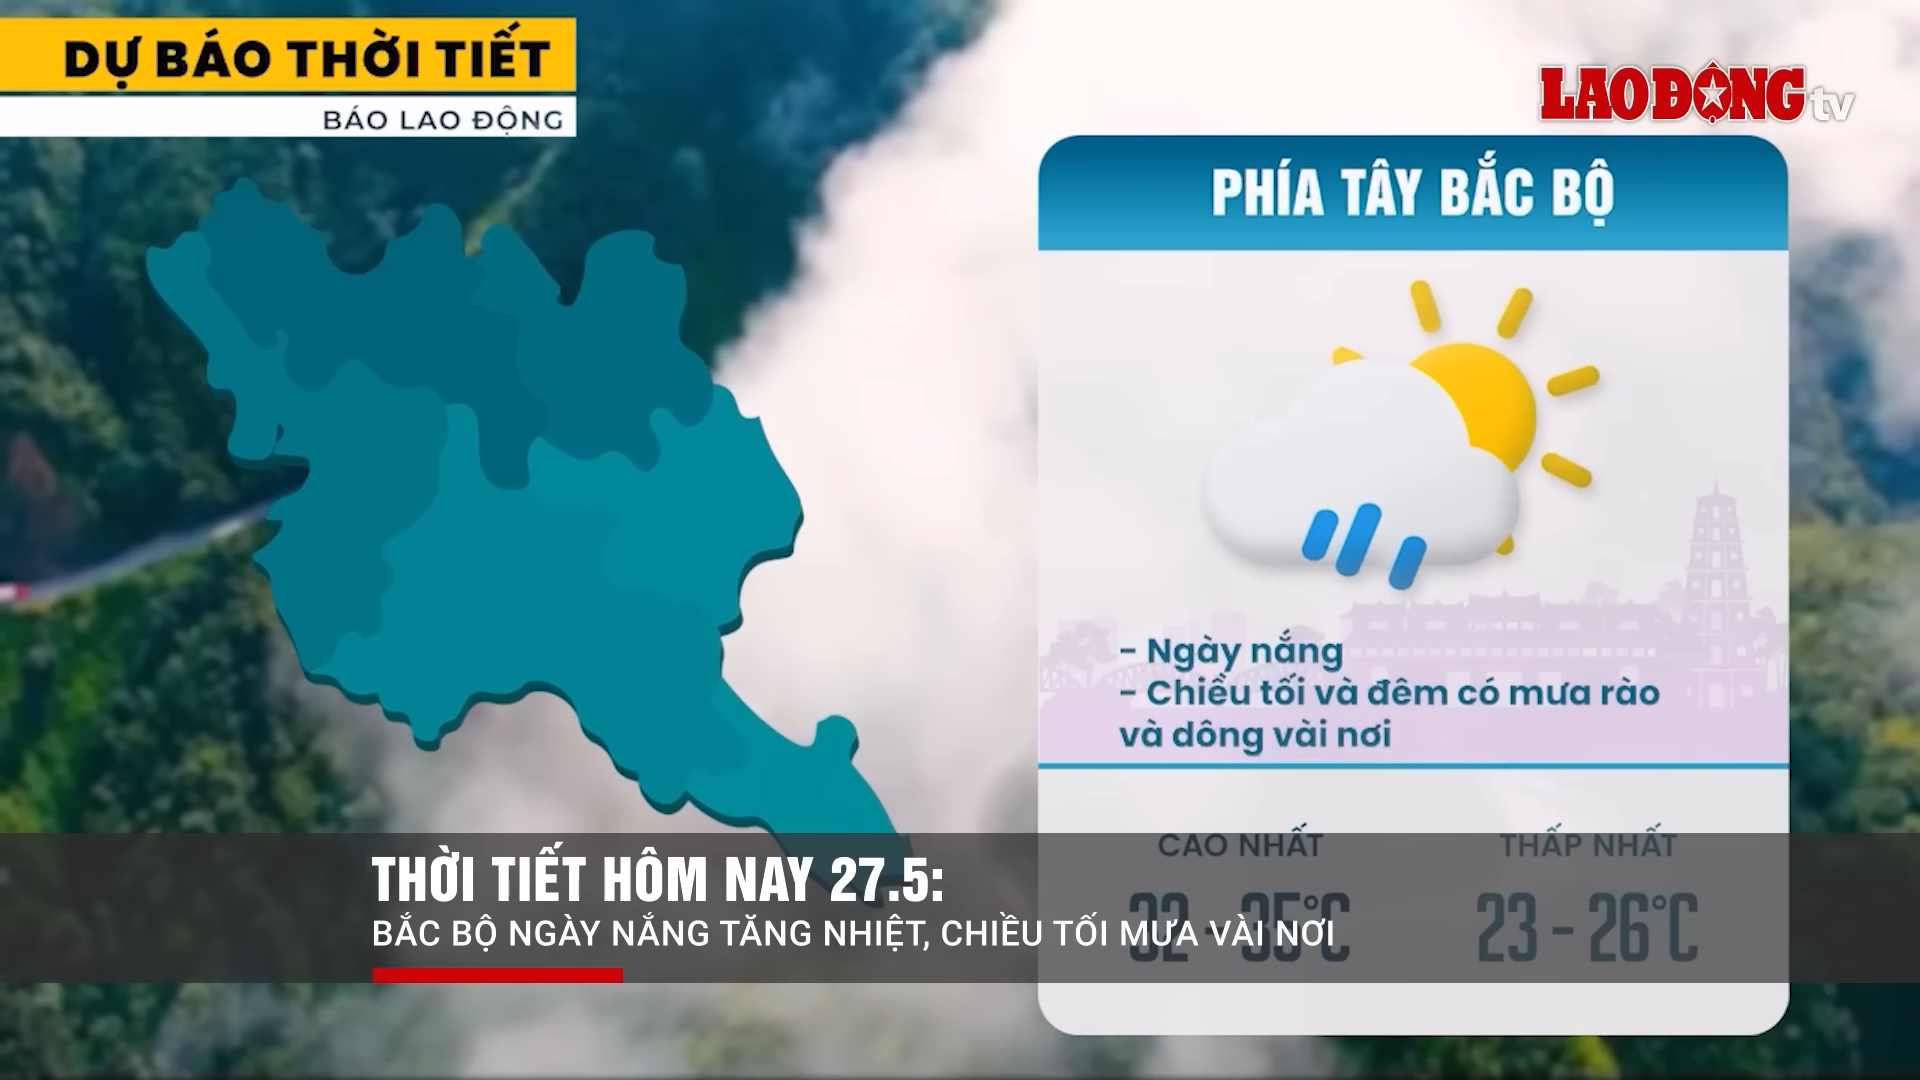 DỰ BÁO THỜI TIẾT
BÁO LAO ĐỘNG
LAO ĐỘNG tv
PHÍA TÂY BẮC BỘ
- Ngày nắng
- Chiều tối và đêm có mưa rào
và dông vài nơi
CAO NHẤT
32 - 35°C
THẤP NHẤT
23 - 26°C
THỜI TIẾT HÔM NAY 27.5:
BẮC BỘ NGÀY NẮNG TĂNG NHIỆT, CHIỀU TỐI MƯA VÀI NƠI